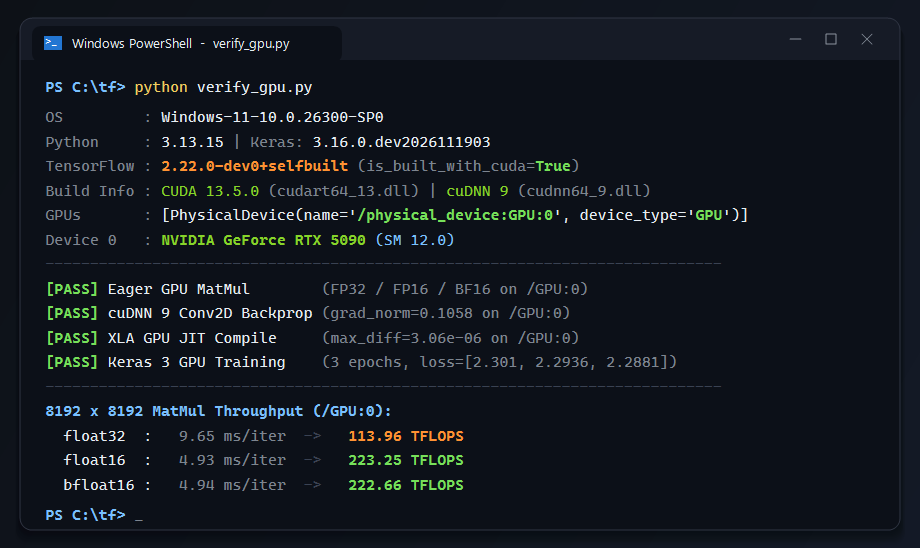 >_ Windows PowerShell - verify_gpu.py
PS C:\tf> python verify_gpu.py
OS : Windows-11-10.0.26300-SP0
Python : 3.13.15 | Keras: 3.16.0.dev2026111903
TensorFlow : 2.22.0-dev0+selfbuilt (is_built_with_cuda=True)
Build Info : CUDA 13.5.0 (cudart64_13.dll) | cuDNN 9 (cudnn64_9.dll)
GPUs : [PhysicalDevice(name='/physical_device:GPU:0', device_type='GPU')]
Device 0 : NVIDIA GeForce RTX 5090 (SM 12.0)
----------------------------------------------------------------------------
[PASS] Eager GPU MatMul (FP32 / FP16 / BF16 on /GPU:0)
[PASS] cuDNN 9 Conv2D Backprop (grad_norm=0.1058 on /GPU:0)
[PASS] XLA GPU JIT Compile (max_diff=3.06e-06 on /GPU:0)
[PASS] Keras 3 GPU Training (3 epochs, loss=[2.301, 2.2936, 2.2881])
----------------------------------------------------------------------------
8192 x 8192 MatMul Throughput (/GPU:0):
float32 : 9.65 ms/iter -> 113.96 TFLOPS
float16 : 4.93 ms/iter -> 223.25 TFLOPS
bfloat16 : 4.94 ms/iter -> 222.66 TFLOPS
PS C:\tf> _